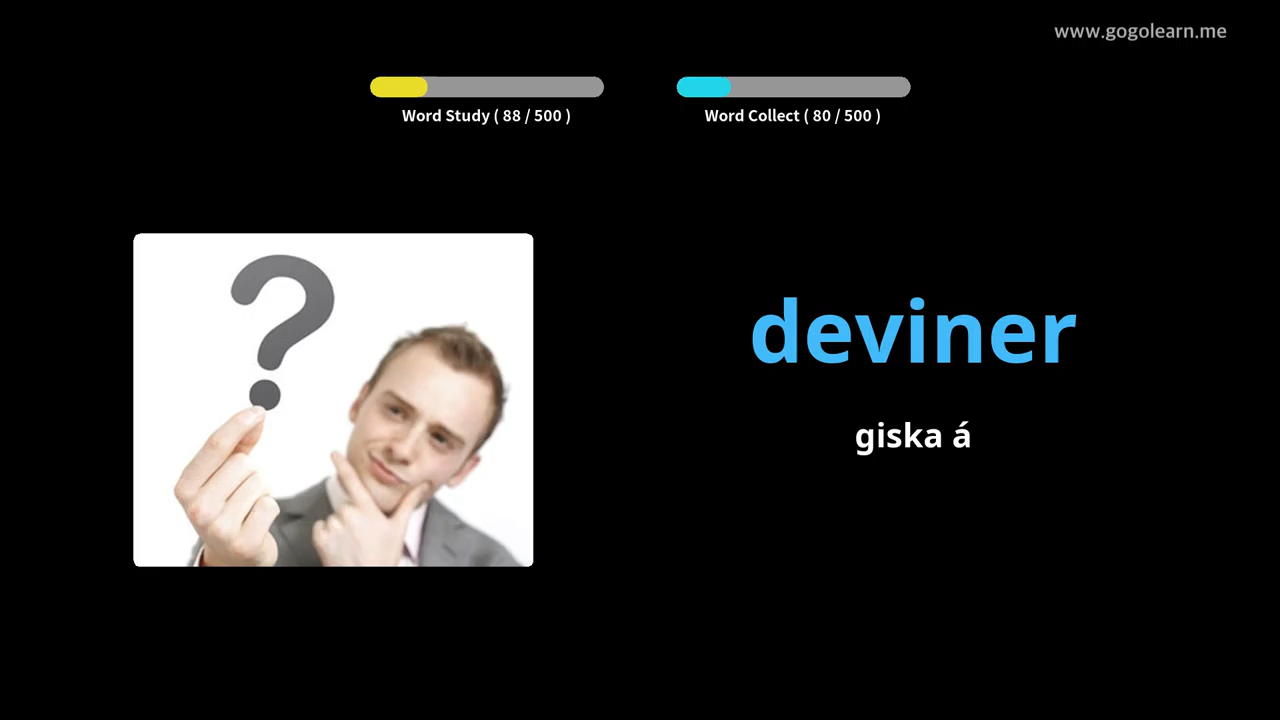 www.gogolearn.me
Word Study ( 88 / 500 )
Word Collect ( 80 / 500 )
deviner
giska á